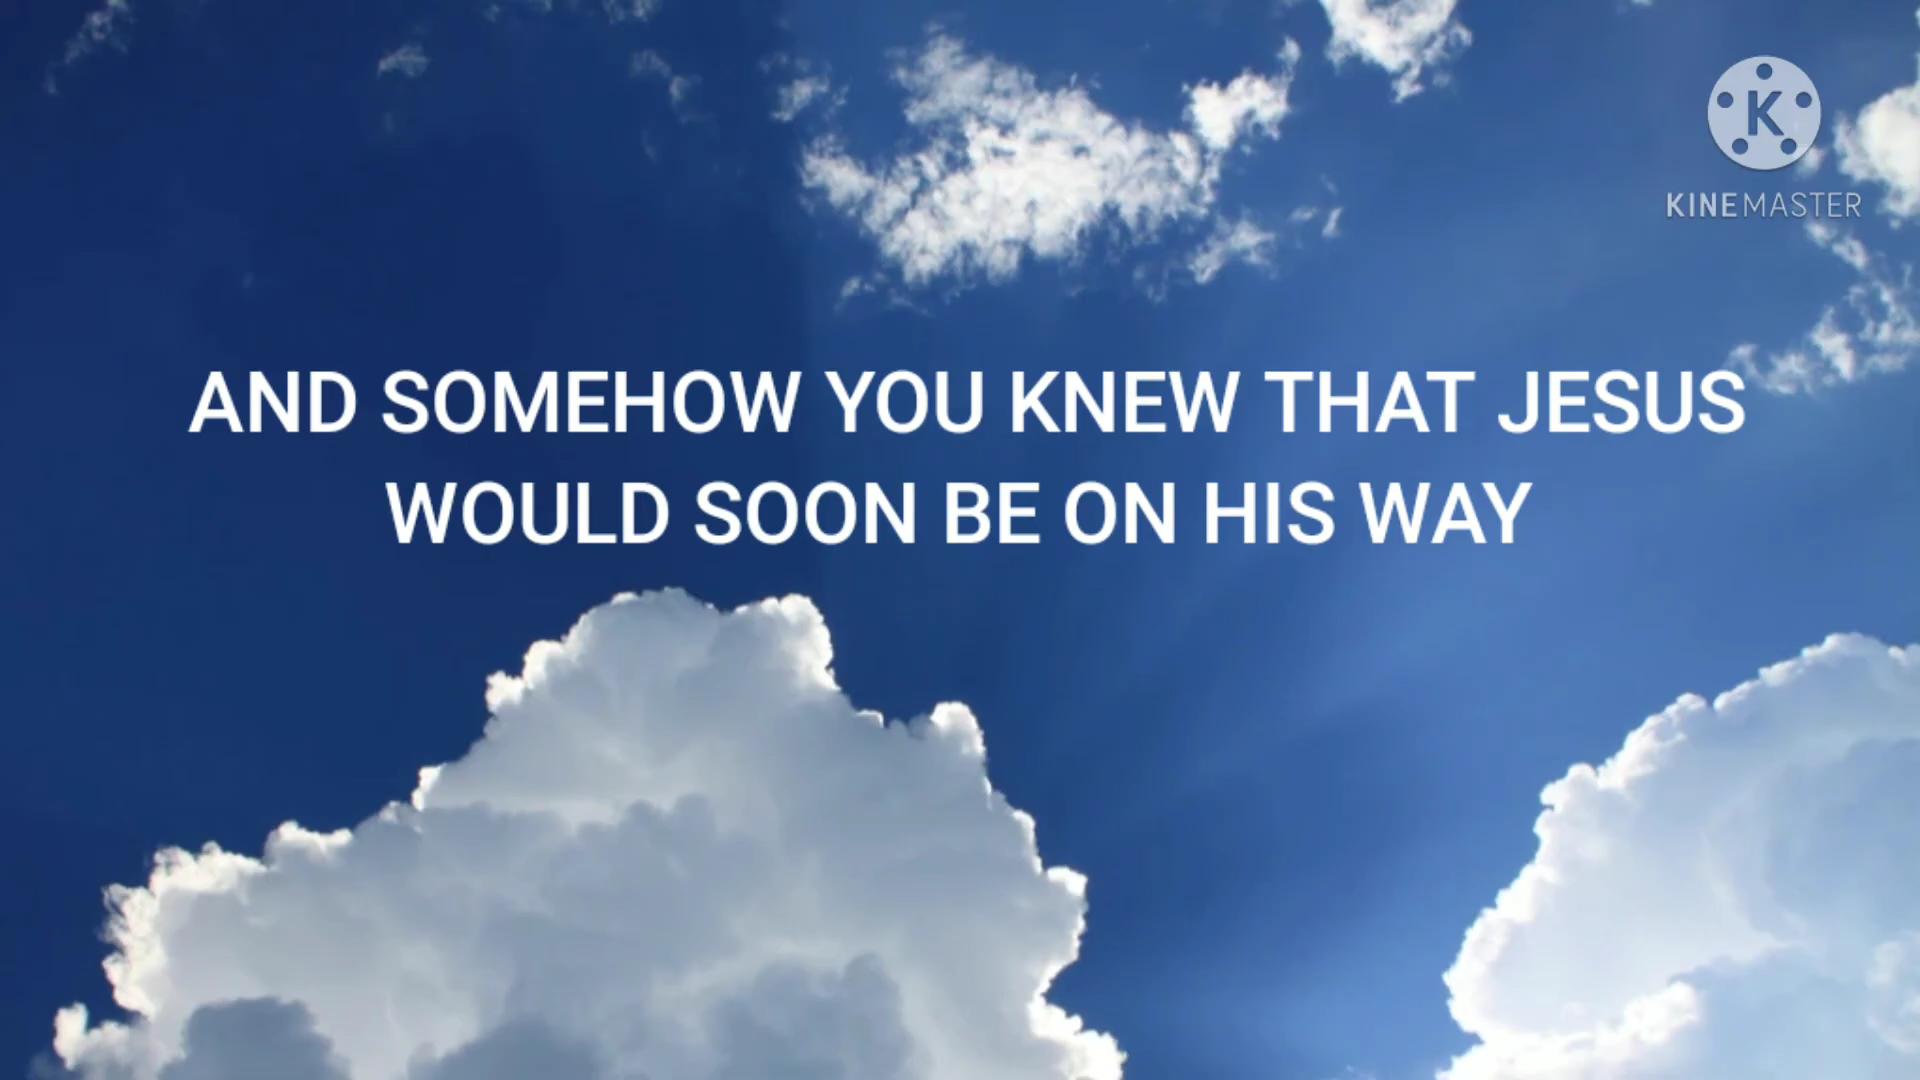 K
KINEMASTER
AND SOMEHOW YOU KNEW THAT JESUS
WOULD SOON BE ON HIS WAY